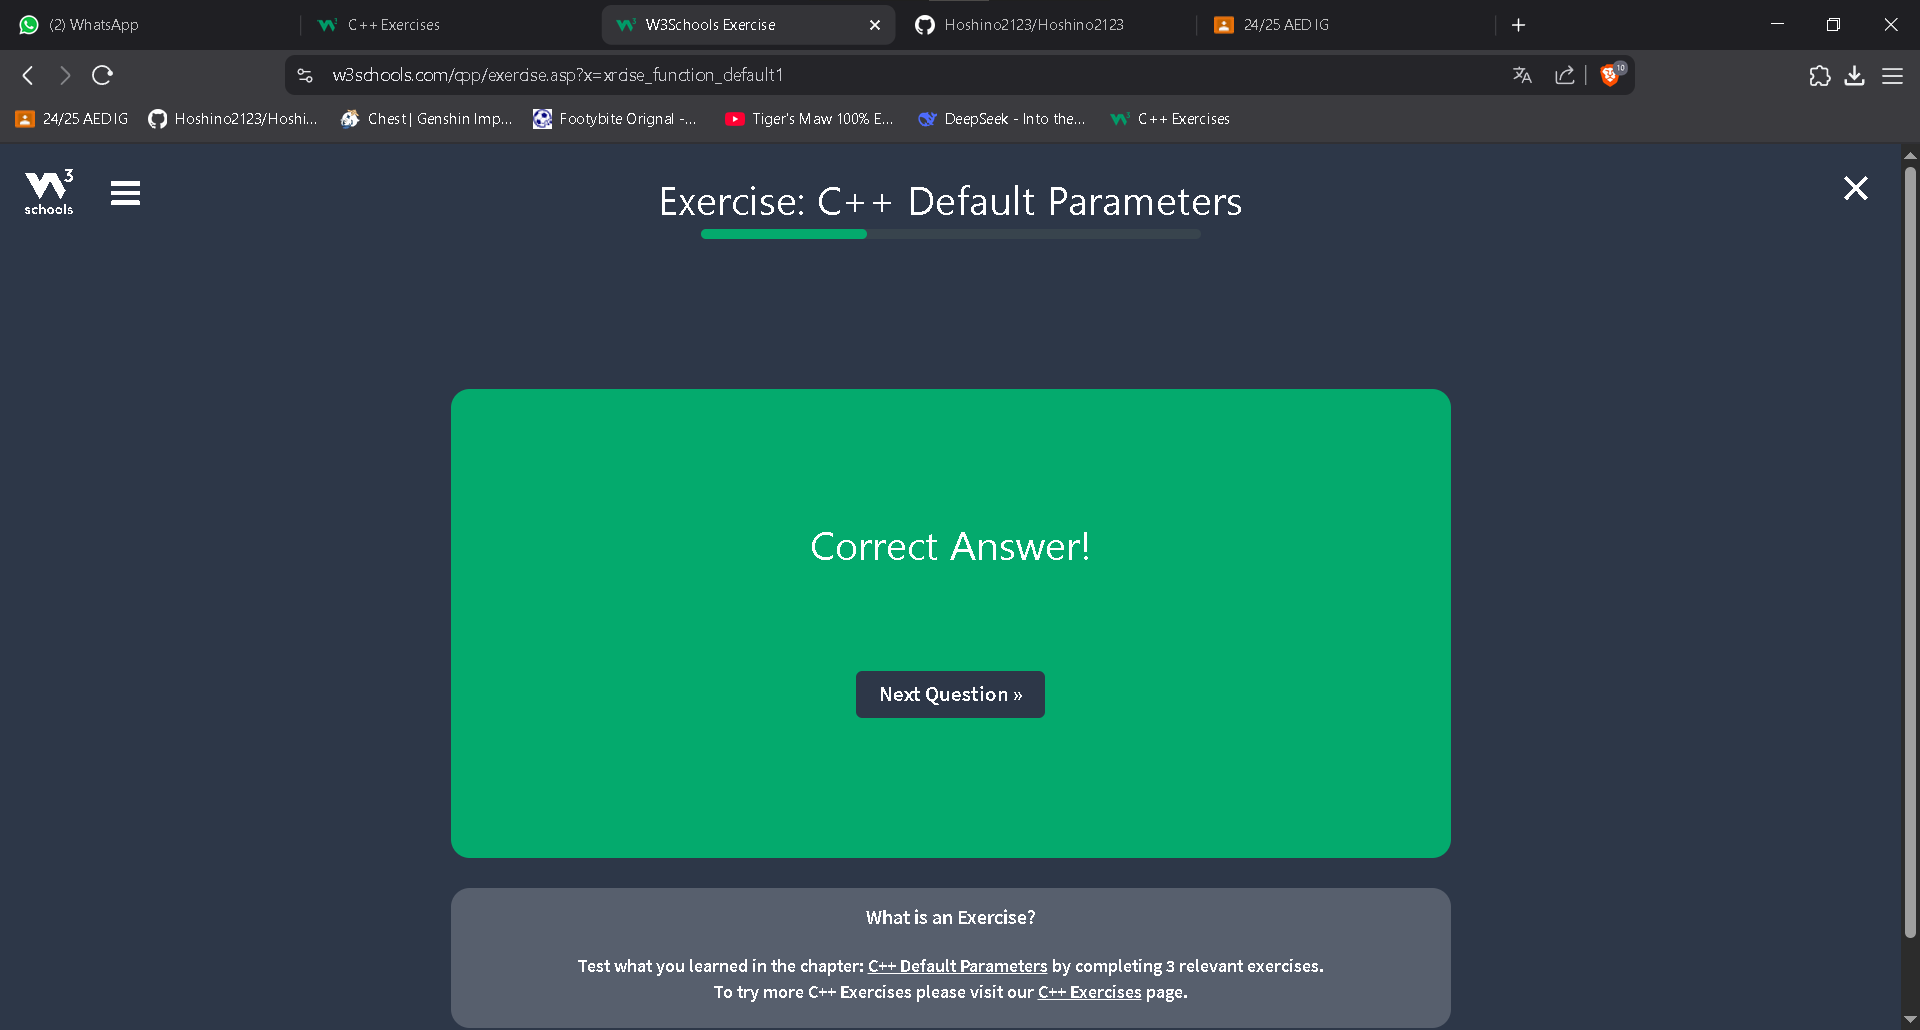 (2) WhatsApp
C++ Exercises
W3Schools Exercise
Hoshino2123/Hoshino2123
24/25 AED IG
w3schools.com/cpp/exercise.asp?x=xrcise_function_default1
10
24/25 AED IG
Hoshino2123/Hoshi...
Chest | Genshin Imp...
Footybite Orignal -...
Tiger's Maw 100% E...
DeepSeek - Into the...
C++ Exercises
3
schools
Exercise: C++ Default Parameters
Correct Answer!
Next Question »
What is an Exercise?
Test what you learned in the chapter: C++ Default Parameters by completing 3 relevant exercises.
To try more C++ Exercises please visit our C++ Exercises page.